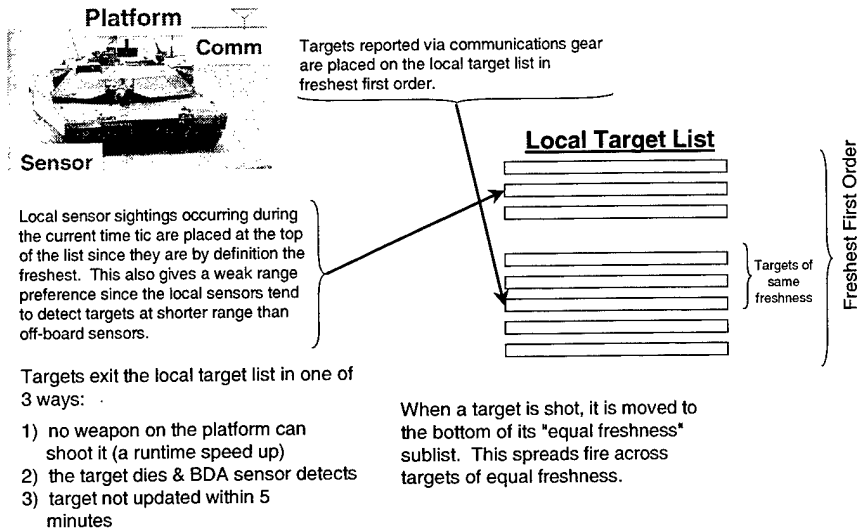 Platform
Comm
Sensor
Targets reported via communications gear
are placed on the local target list in
freshest first order.
Local Target List
Local sensor sightings occurring during
the current time tic are placed at the top
of the list since they are by definition the
freshest. This also gives a weak range
preference since the local sensors tend
to detect targets at shorter range than
off-board sensors.
Targets of
same
freshness
Freshest First Order
Targets exit the local target list in one of
3 ways:
1) no weapon on the platform can
shoot it (a runtime speed up)
2) the target dies & BDA sensor detects
3) target not updated within 5
minutes
When a target is shot, it is moved to
the bottom of its "equal freshness"
sublist. This spreads fire across
targets of equal freshness.